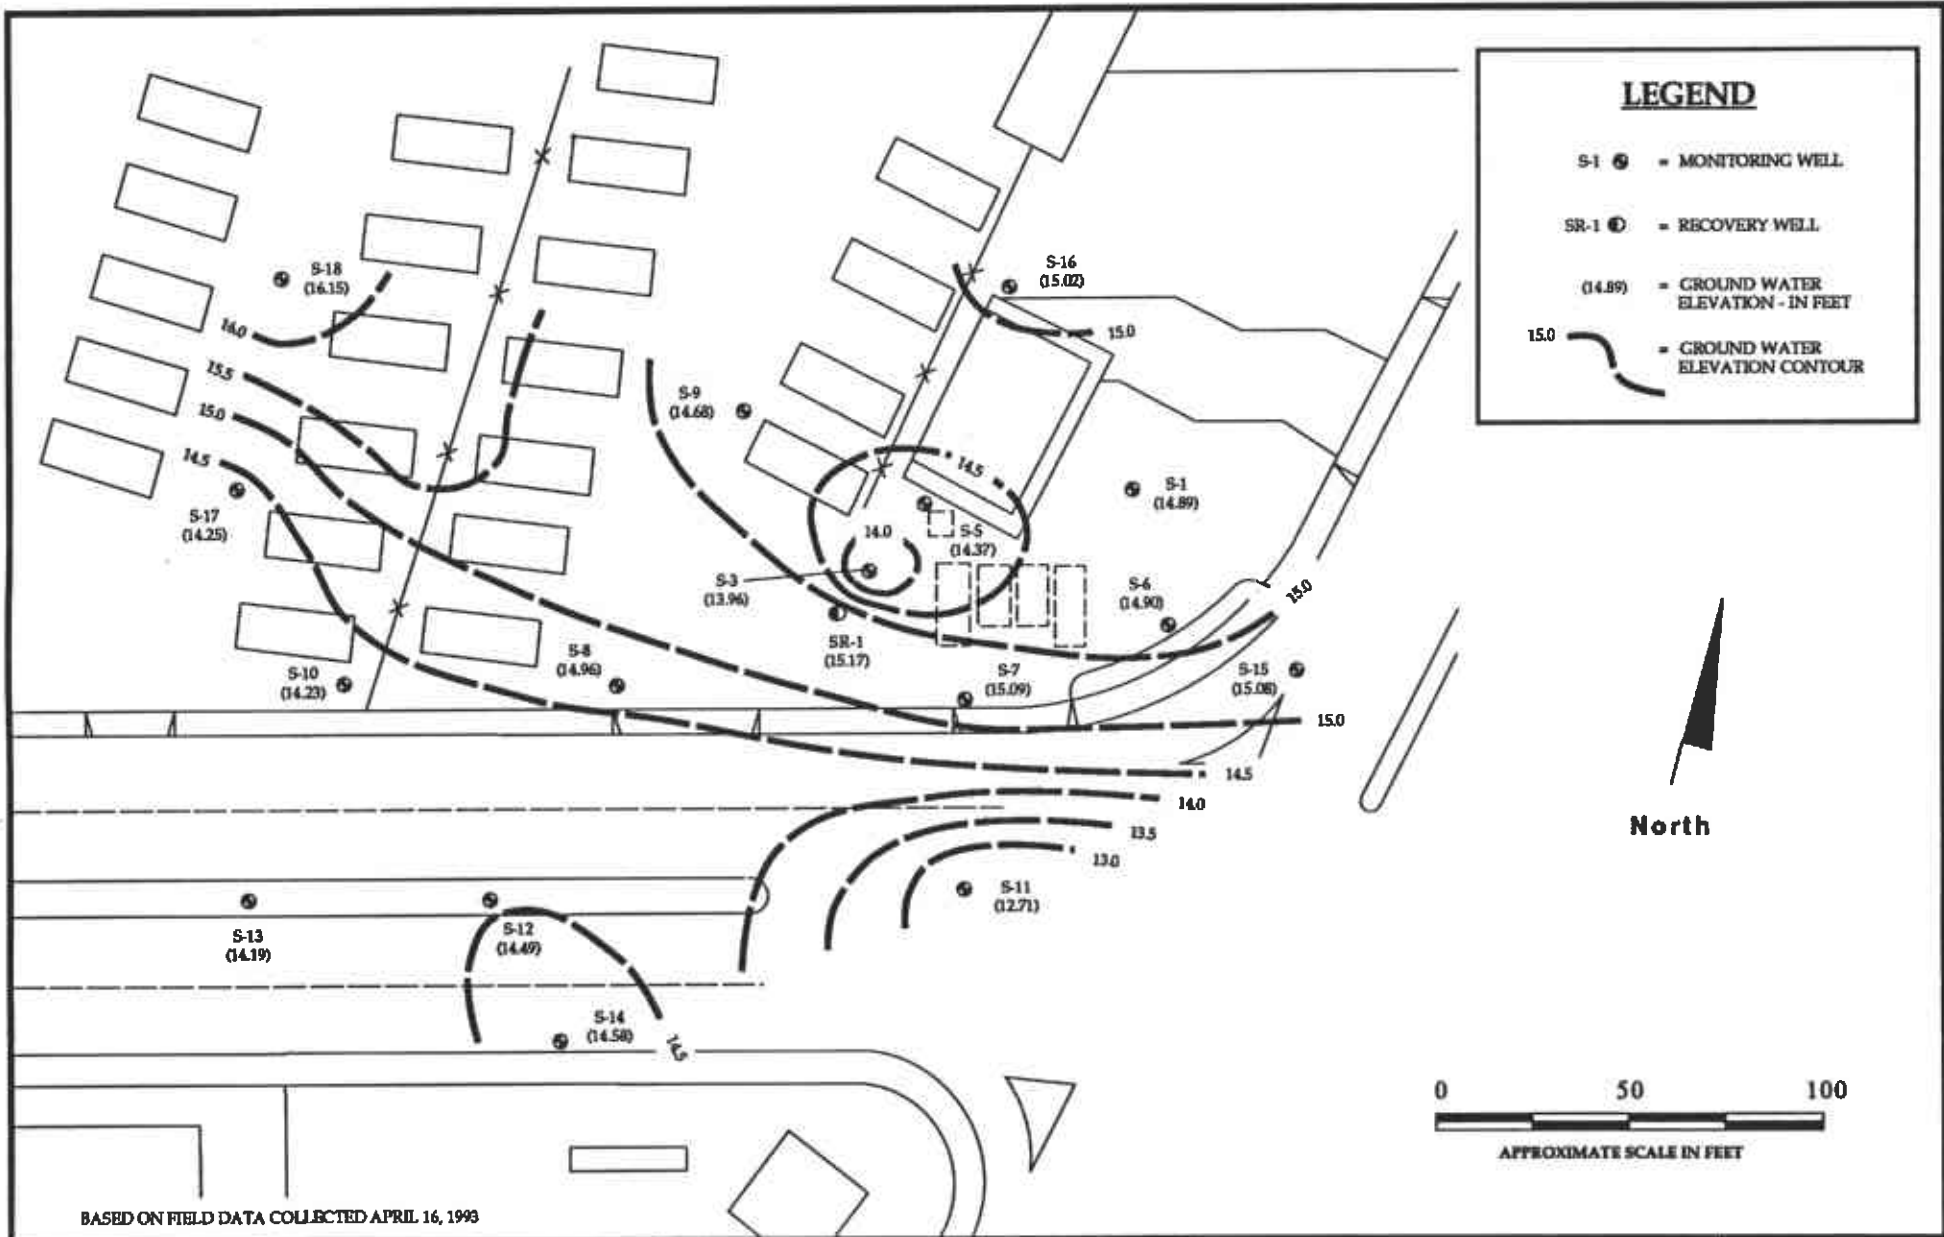 LEGEND
S-1 = MONITORING WELL
SR-1 = RECOVERY WELL
(14.89) = GROUND WATER
ELEVATION - IN FEET
15.0 = GROUND WATER
ELEVATION CONTOUR
S-18
(16.15)
16.0
15.5
15.0
14.5
S-17
(14.25)
S-16
(15.02)
15.0
S-9
(14.68)
14.5
S-1
(14.89)
14.0
S-5
(14.37)
S-3
(13.96)
S-6
(14.90)
15.0
SR-1
(15.17)
S-8
(14.96)
S-10
(14.23)
S-7
(15.09)
S-15
(15.08)
15.0
14.5
14.0
13.5
13.0
S-11
(12.71)
S-13
(14.19)
S-12
(14.49)
S-14
(14.58)
14.5
North
0 50 100
APPROXIMATE SCALE IN FEET
BASED ON FIELD DATA COLLECTED APRIL 16, 1993